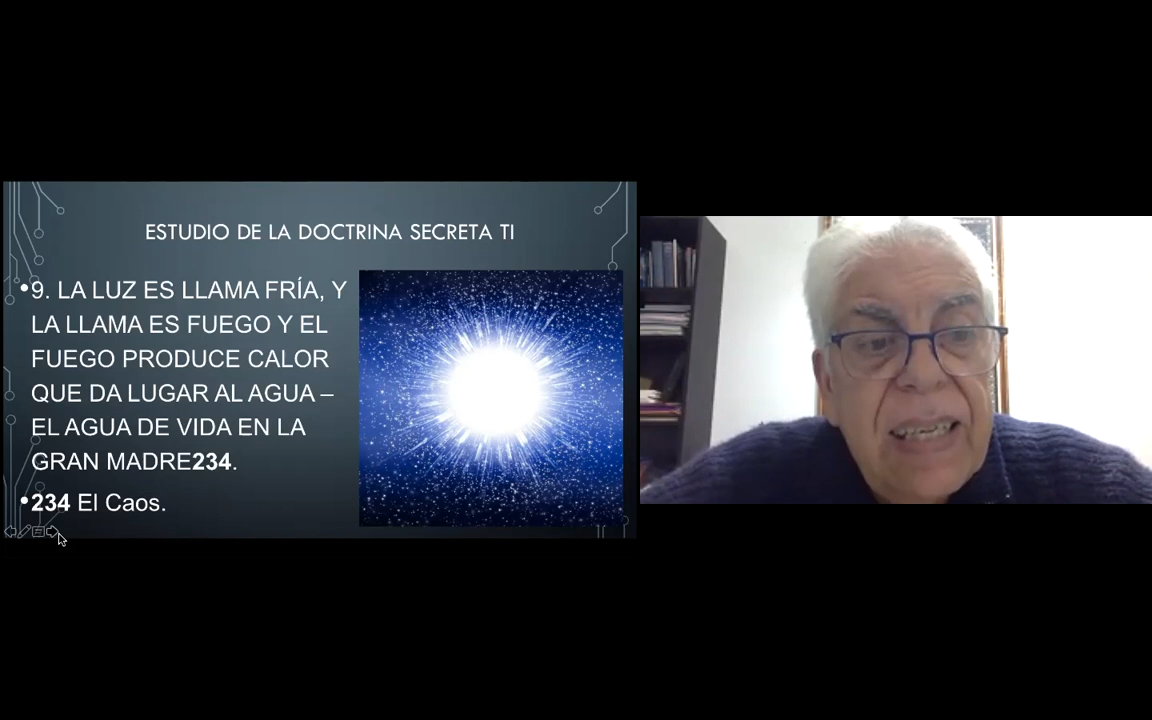 ESTUDIO DE LA DOCTRINA SECRETA TI
•9. LA LUZ ES LLAMA FRÍA, Y
LA LLAMA ES FUEGO Y EL
FUEGO PRODUCE CALOR
QUE DA LUGAR AL AGUA –
EL AGUA DE VIDA EN LA
GRAN MADRE234.
•234 El Caos.